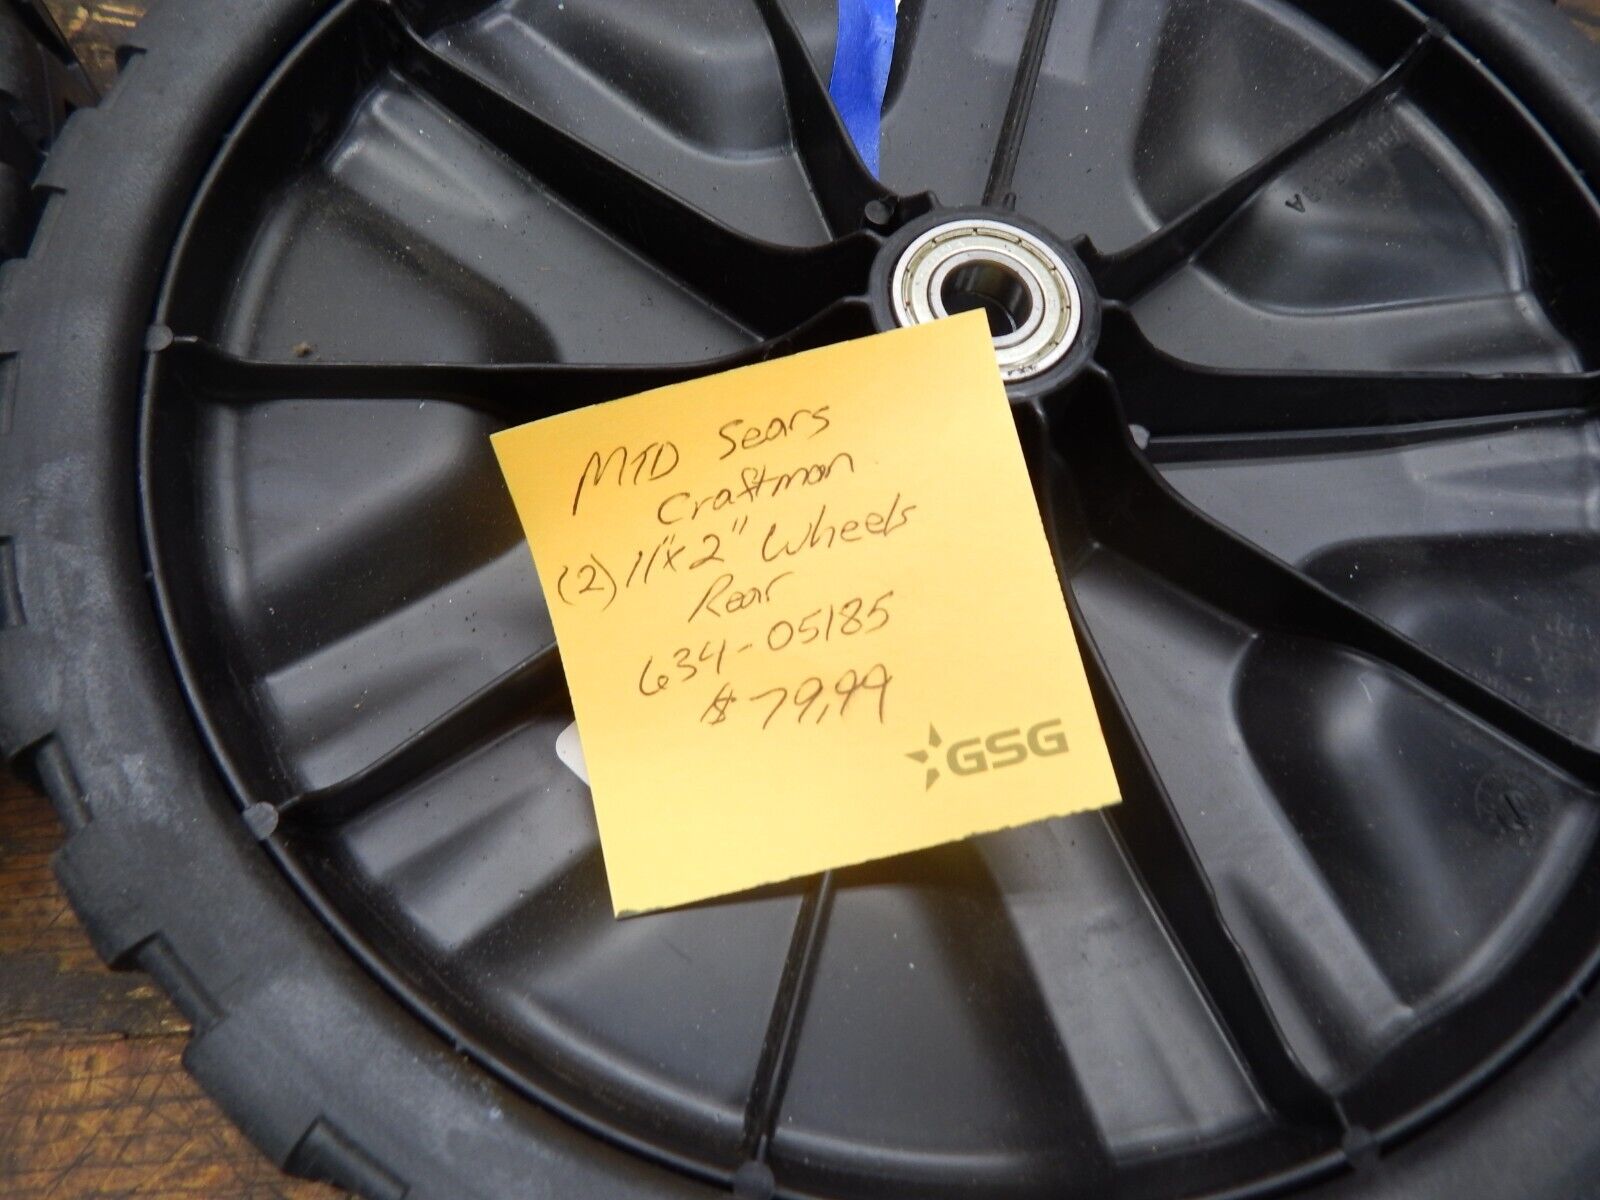 MTD Sears
Craftman
(2) 11"x2" Wheels
Rear
634-05185
$79.99
GSG